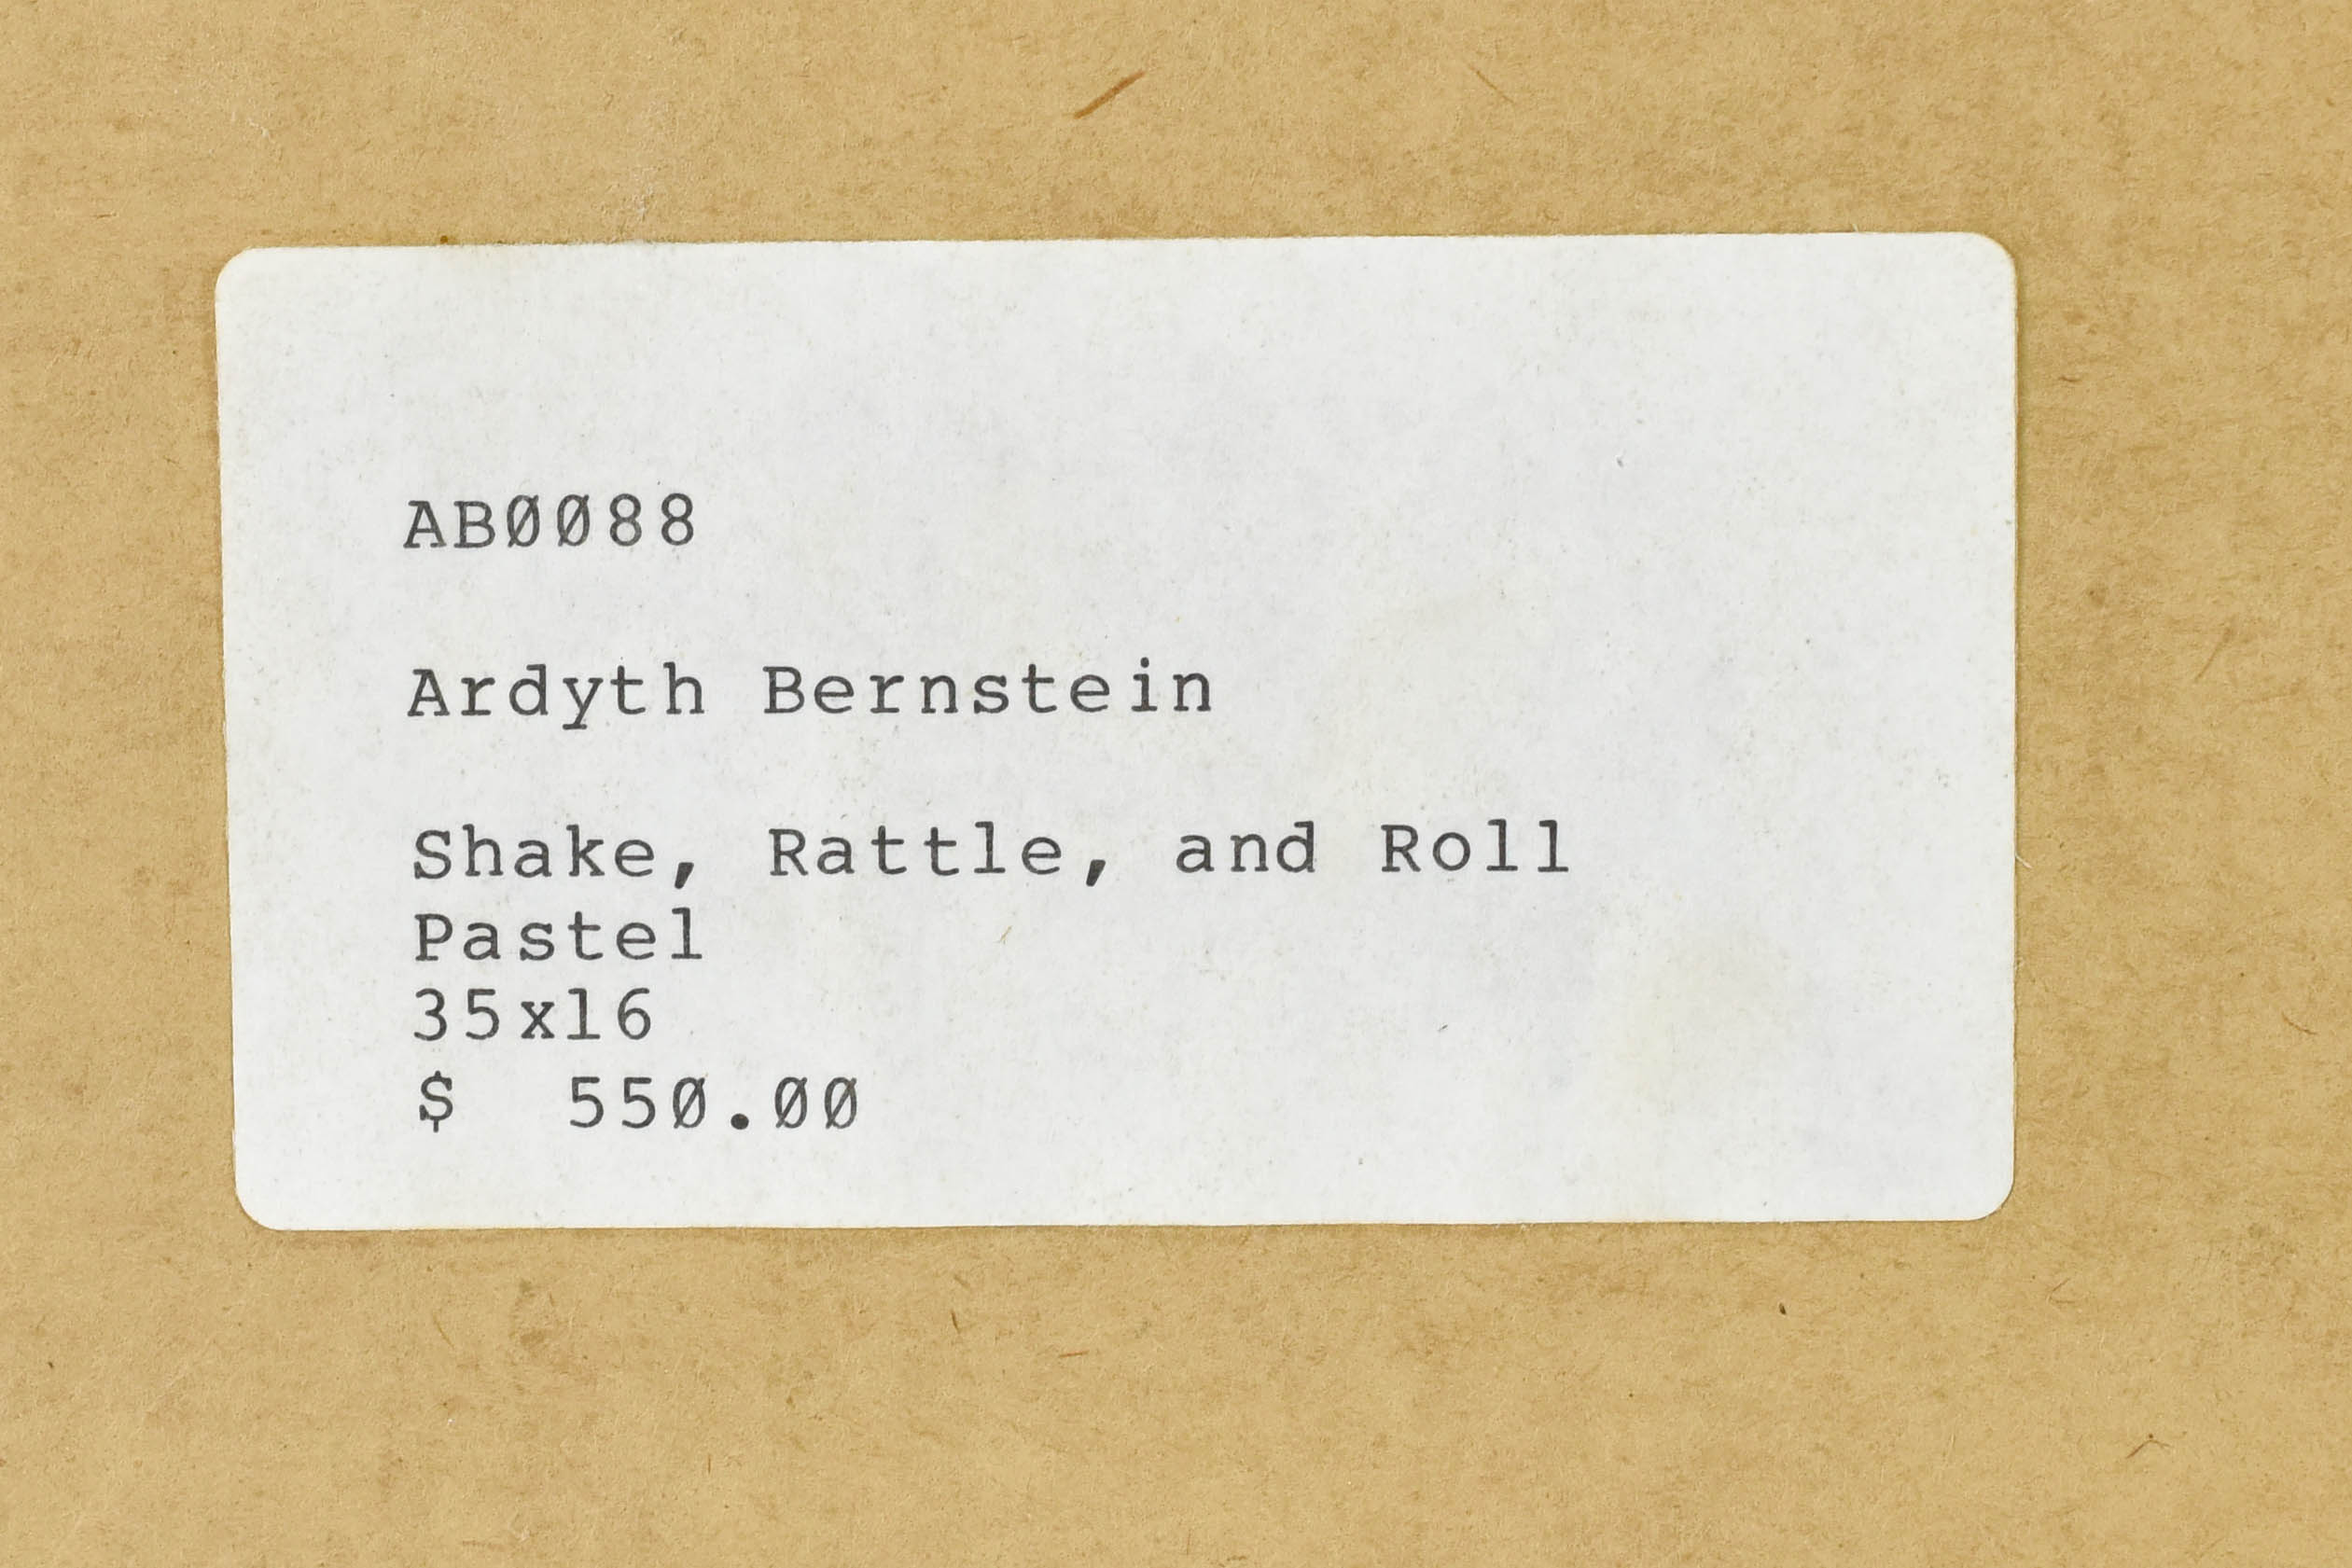 AB0088
Ardyth Bernstein
Shake, Rattle, and Roll
Pastel
35x16
$  550.00